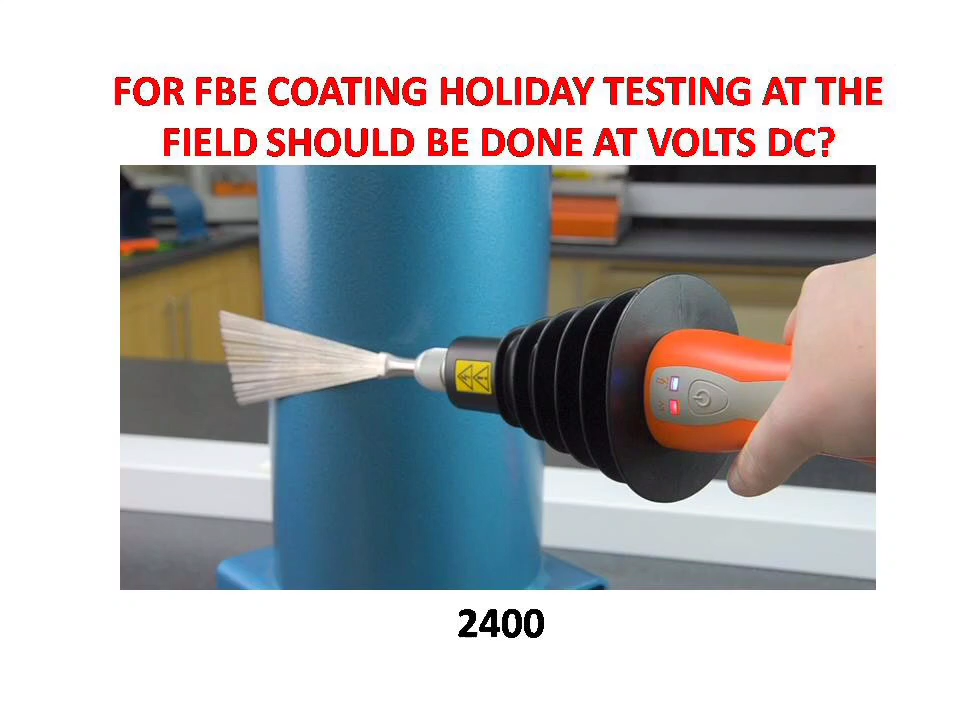 FOR FBE COATING HOLIDAY TESTING AT THE
FIELD SHOULD BE DONE AT VOLTS DC?
2400